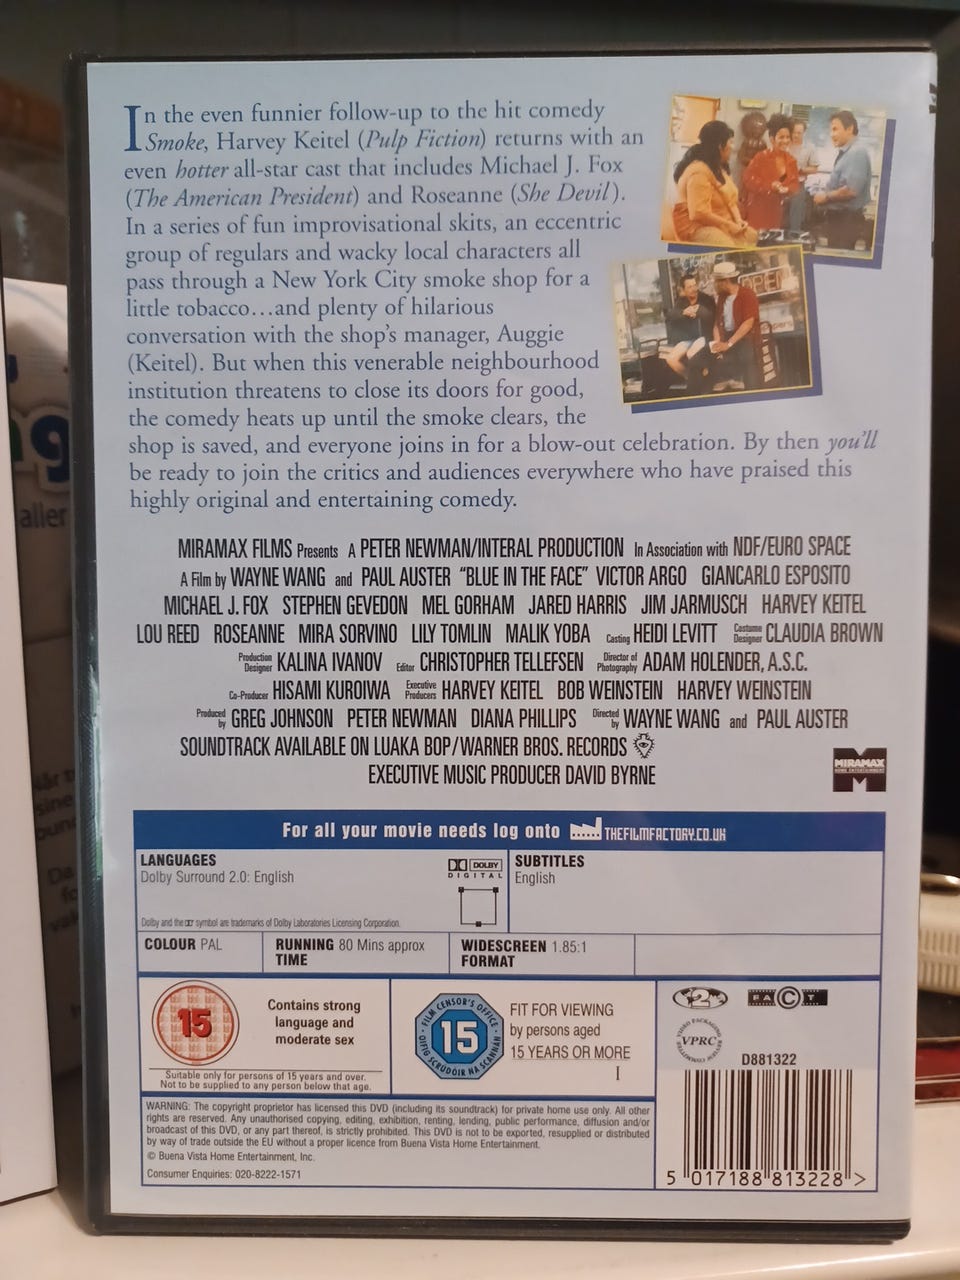 In the even funnier follow-up to the hit comedy
Smoke, Harvey Keitel (Pulp Fiction) returns with an
even hotter all-star cast that includes Michael J. Fox
(The American President) and Roseanne (She Devil).
In a series of fun improvisational skits, an eccentric
group of regulars and wacky local characters all
pass through a New York City smoke shop for a
little tobacco...and plenty of hilarious
conversation with the shop's manager, Auggie
(Keitel). But when this venerable neighbourhood
institution threatens to close its doors for good,
the comedy heats up until the smoke clears, the
shop is saved, and everyone joins in for a blow-out celebration. By then you'll
be ready to join the critics and audiences everywhere who have praised this
highly original and entertaining comedy.
OPEN
MIRAMAX FILMS Presents A PETER NEWMAN/INTERAL PRODUCTION In Association with NDF/EURO SPACE
A Film by WAYNE WANG and PAUL AUSTER "BLUE IN THE FACE" VICTOR ARGO GIANCARLO ESPOSITO
MICHAEL J. FOX STEPHEN GEVEDON MEL GORHAM JARED HARRIS JIM JARMUSCH HARVEY KEITEL
LOU REED ROSEANNE MIRA SORVINO LILY TOMLIN MALIK YOBA Casting HEIDI LEVITT Costume Designer CLAUDIA BROWN
Production Designer KALINA IVANOV Editor CHRISTOPHER TELLEFSEN Director of Photography ADAM HOLENDER, A.S.C.
Co-Producer HISAMI KUROIWA Executive Producers HARVEY KEITEL BOB WEINSTEIN HARVEY WEINSTEIN
Produced by GREG JOHNSON PETER NEWMAN DIANA PHILLIPS Directed by WAYNE WANG and PAUL AUSTER
SOUNDTRACK AVAILABLE ON LUAKA BOP/WARNER BROS. RECORDS
EXECUTIVE MUSIC PRODUCER DAVID BYRNE
MIRAMAX
HOME ENTERTAINMENT
For all your movie needs log onto THEFILMFACTORY.CO.UK
LANGUAGES
Dolby Surround 2.0: English
DOLBY
DIGITAL
Dolby and the symbol are trademarks of Dolby Laboratories Licensing Corporation.
SUBTITLES
English
COLOUR PAL
RUNNING 80 Mins approx
TIME
WIDESCREEN 1.85:1
FORMAT
15
Contains strong
language and
moderate sex
Suitable only for persons of 15 years and over.
Not to be supplied to any person below that age.
FILM CENSOR'S OFFICE
15
OIFIG SCRÚDÓIR NA SCANNÁN
FIT FOR VIEWING
by persons aged
15 YEARS OR MORE
I
2
FACT
VIDEO PACKAGING REVIEW COMMITTEE
VPRC
D881322
5 017188 813228 >
WARNING: The copyright proprietor has licensed this DVD (including its soundtrack) for private home use only. All other
rights are reserved. Any unauthorised copying, editing, exhibition, renting, lending, public performance, diffusion and/or
broadcast of this DVD, or any part thereof, is strictly prohibited. This DVD is not to be exported, resupplied or distributed
by way of trade outside the EU without a proper licence from Buena Vista Home Entertainment.
© Buena Vista Home Entertainment, Inc.
Consumer Enquiries: 020-8222-1571
aller